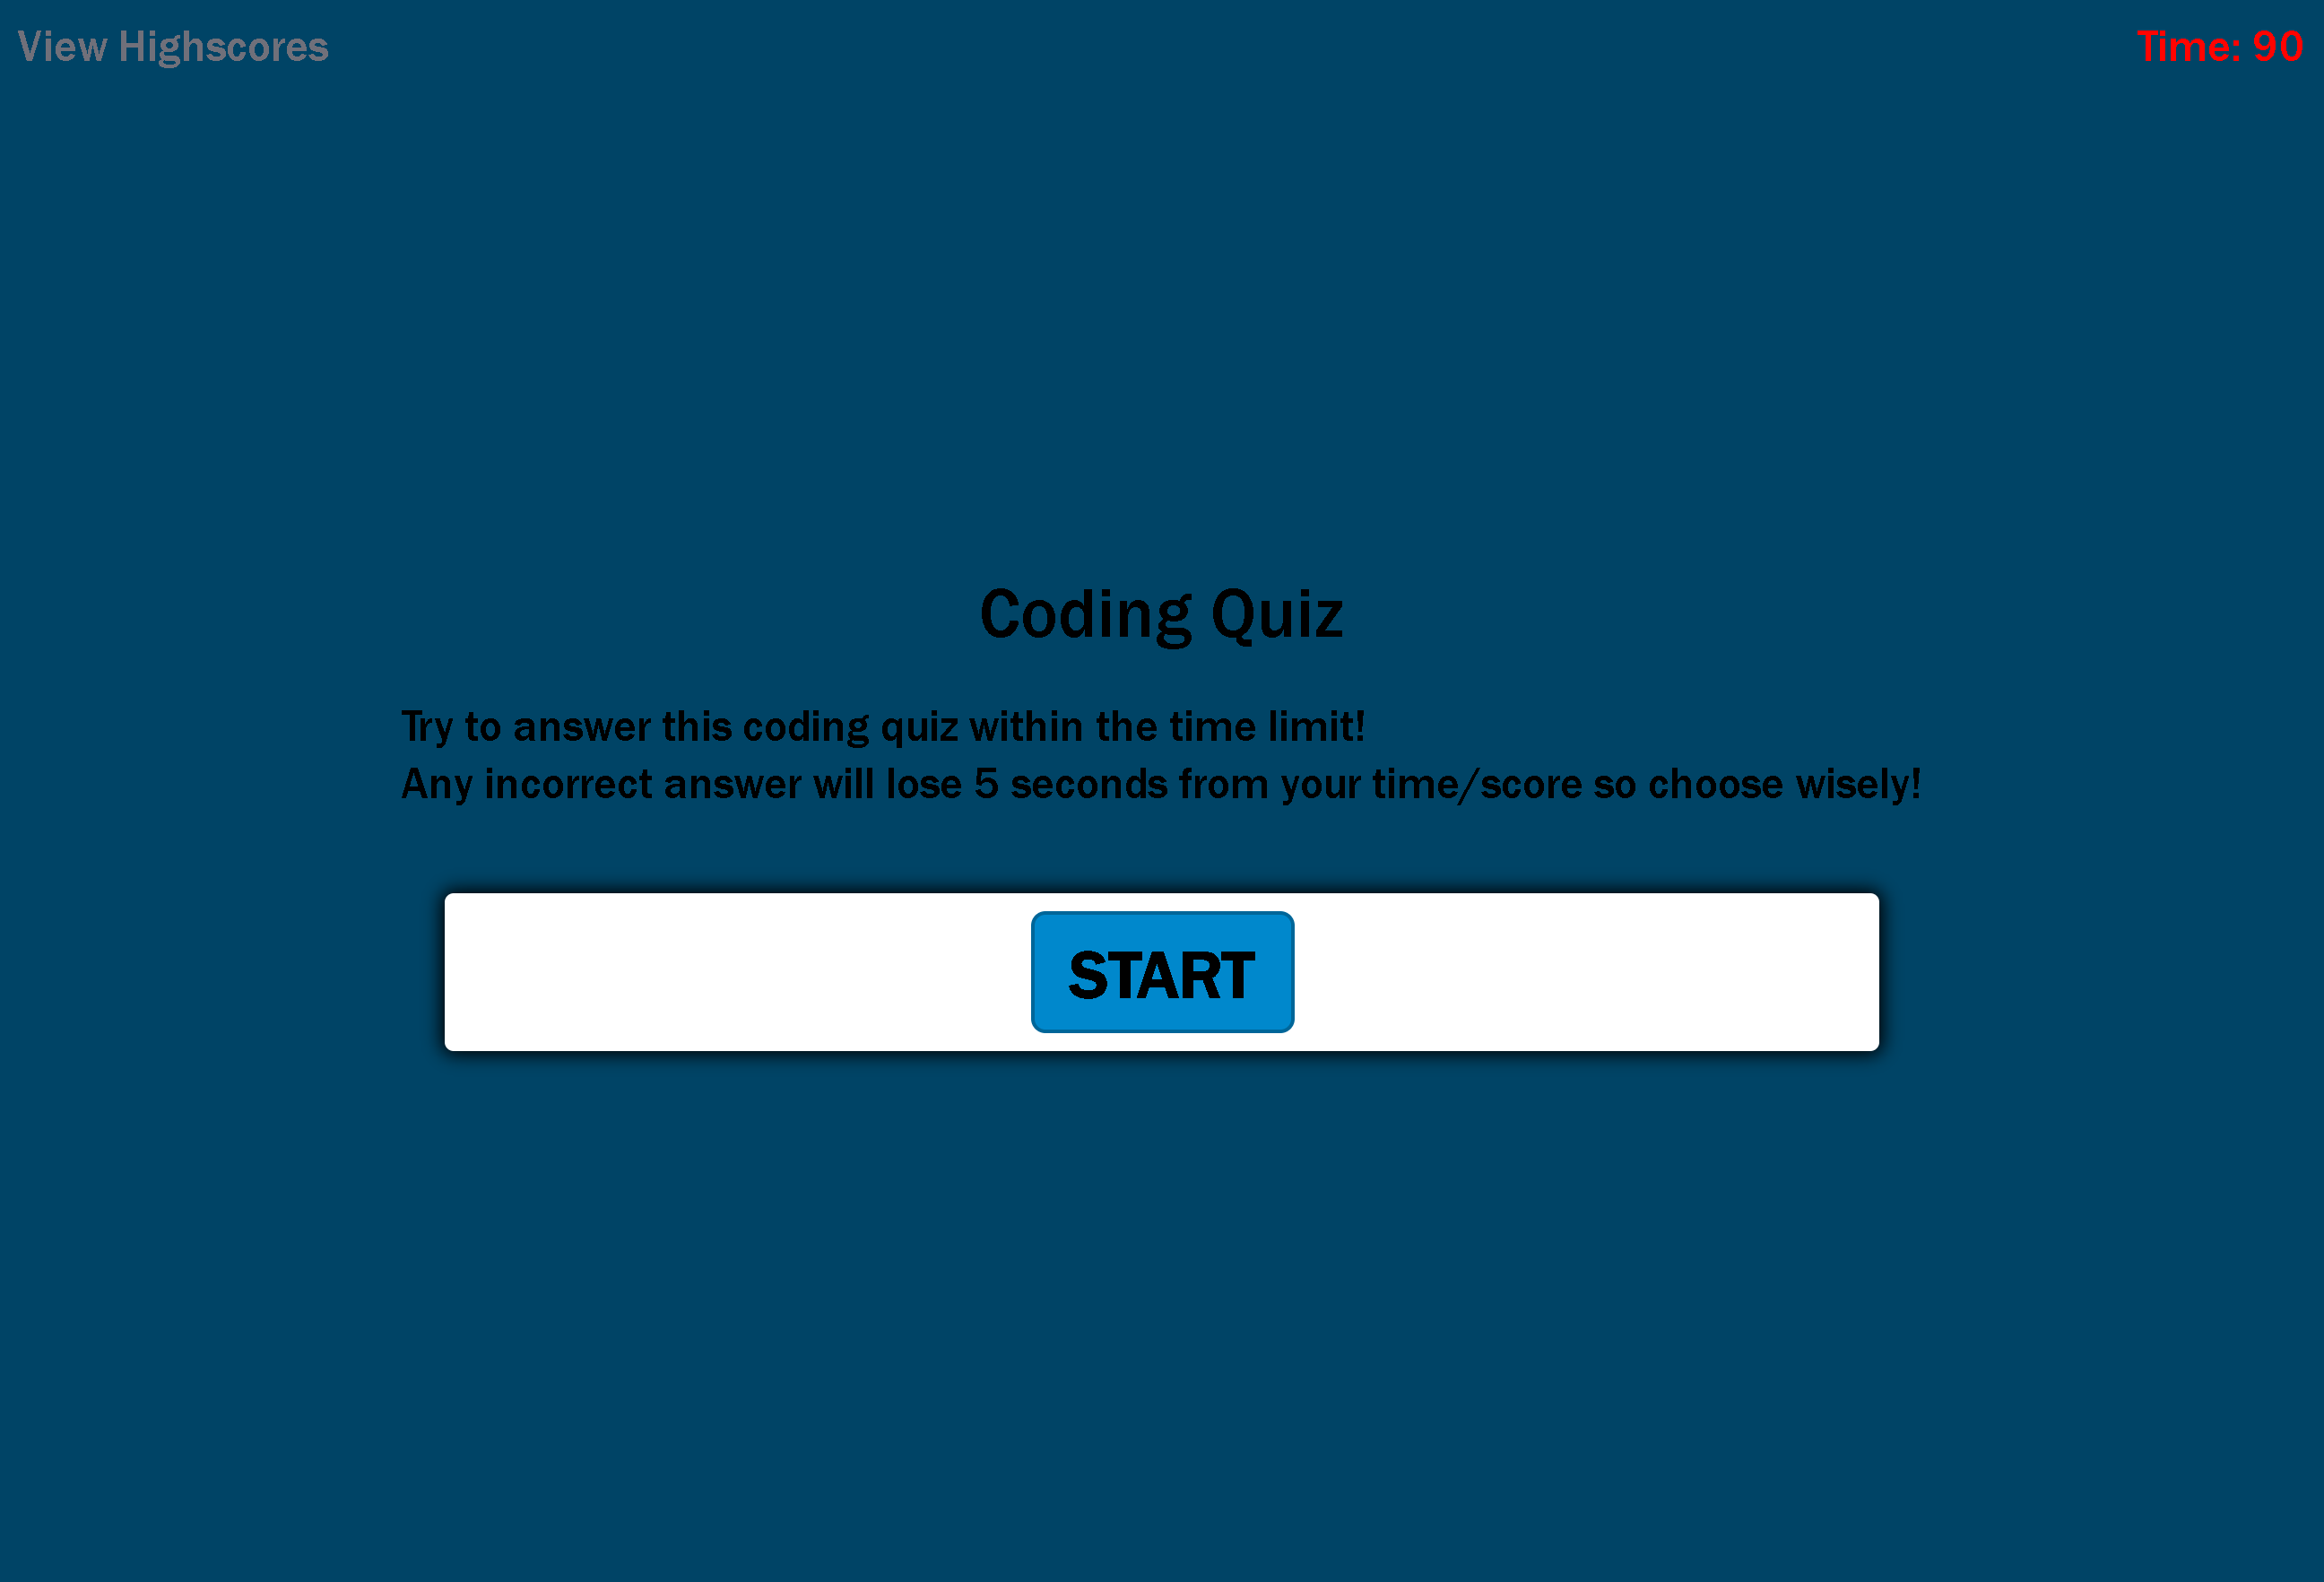 View Highscores
Time: 90
Coding Quiz
Try to answer this coding quiz within the time limit!
Any incorrect answer will lose 5 seconds from your time/score so choose wisely!
START